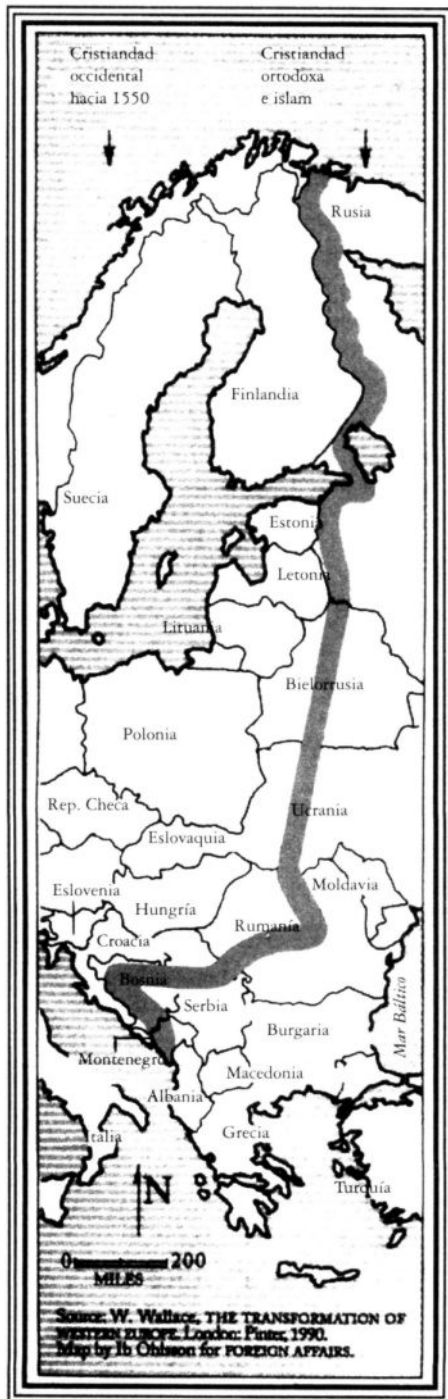 Cristiandad
occidental
hacia 1550
Cristiandad
ortodoxa
e islam
Rusia
Finlandia
Suecia
Estonia
Letonia
Lituania
Bielorrusia
Polonia
Rep. Checa
Ucrania
Eslovaquia
Moldavia
Eslovenia
Hungría
Rumanía
Croacia
Bosnia
Serbia
Burgaria
Mar Báltico
Montenegro
Macedonia
Albania
Italia
Grecia
Turquía
N
0 200
MILES
Source: W. Wallace, THE TRANSFORMATION OF
WESTERN EUROPE. London: Pinter, 1990.
Map by Ib Ohlsson for FOREIGN AFFAIRS.